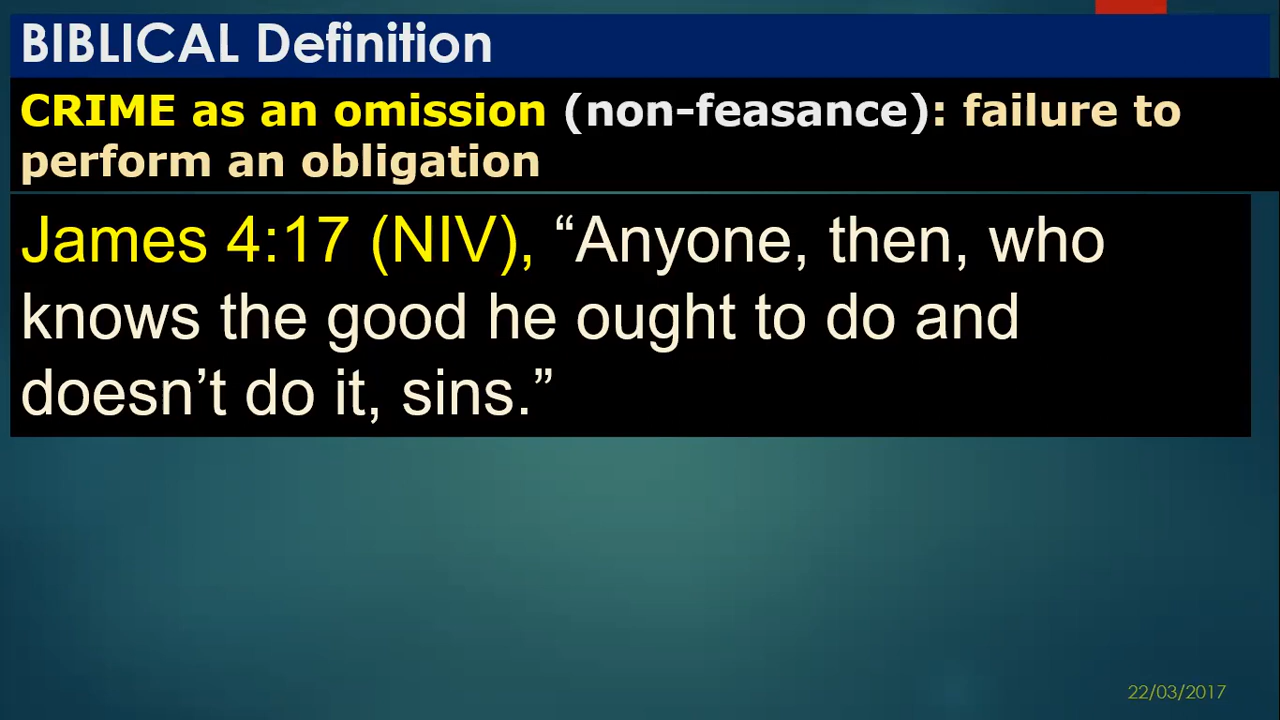 BIBLICAL Definition
CRIME as an omission (non-feasance): failure to
perform an obligation
James 4:17 (NIV), “Anyone, then, who
knows the good he ought to do and
doesn’t do it, sins.”
22/03/2017